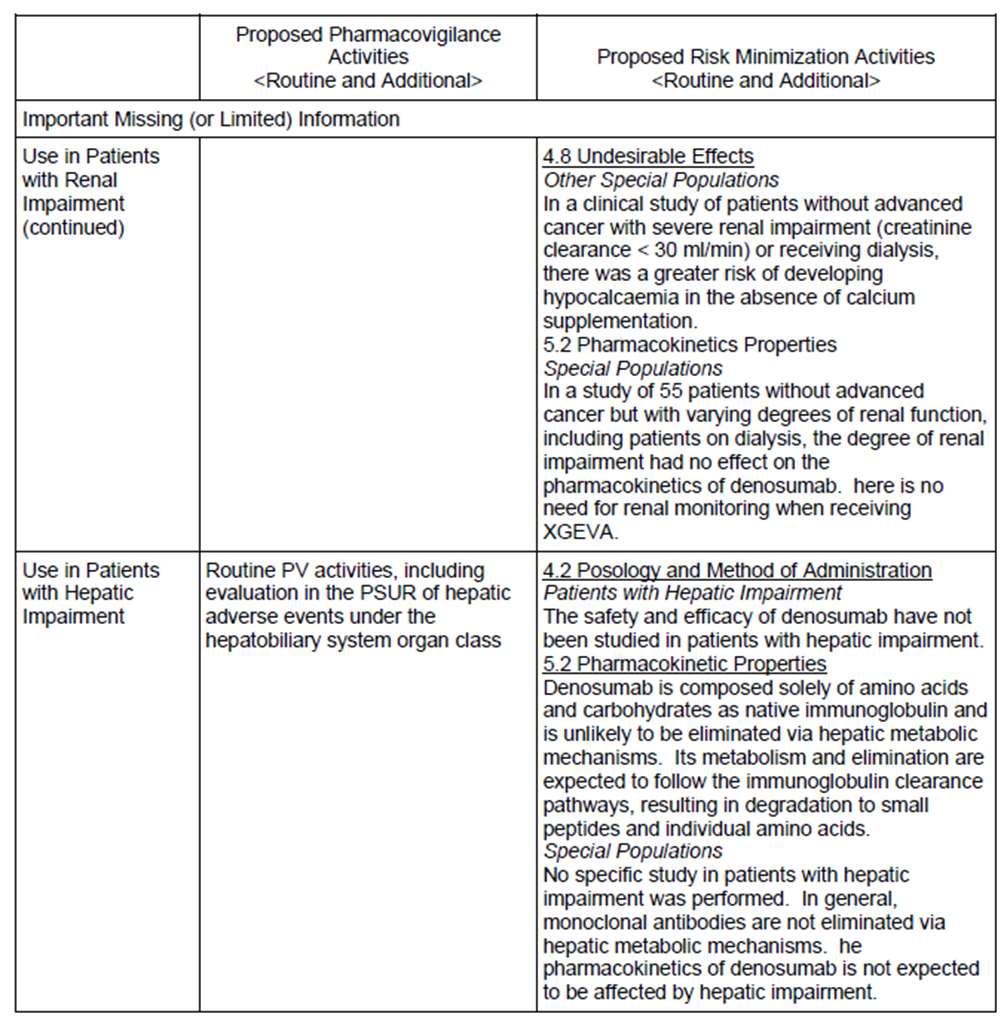 Proposed Pharmacovigilance
Activities
<Routine and Additional>
Proposed Risk Minimization Activities
<Routine and Additional>
Important Missing (or Limited) Information
Use in Patients
with Renal
Impairment
(continued)
4.8 Undesirable Effects
Other Special Populations
In a clinical study of patients without advanced
cancer with severe renal impairment (creatinine
clearance < 30 ml/min) or receiving dialysis,
there was a greater risk of developing
hypocalcaemia in the absence of calcium
supplementation.
5.2 Pharmacokinetics Properties
Special Populations
In a study of 55 patients without advanced
cancer but with varying degrees of renal function,
including patients on dialysis, the degree of renal
impairment had no effect on the
pharmacokinetics of denosumab.  here is no
need for renal monitoring when receiving
XGEVA.
Use in Patients
with Hepatic
Impairment
Routine PV activities, including
evaluation in the PSUR of hepatic
adverse events under the
hepatobiliary system organ class
4.2 Posology and Method of Administration
Patients with Hepatic Impairment
The safety and efficacy of denosumab have not
been studied in patients with hepatic impairment.
5.2 Pharmacokinetic Properties
Denosumab is composed solely of amino acids
and carbohydrates as native immunoglobulin and
is unlikely to be eliminated via hepatic metabolic
mechanisms.  Its metabolism and elimination are
expected to follow the immunoglobulin clearance
pathways, resulting in degradation to small
peptides and individual amino acids.
Special Populations
No specific study in patients with hepatic
impairment was performed.  In general,
monoclonal antibodies are not eliminated via
hepatic metabolic mechanisms.  he
pharmacokinetics of denosumab is not expected
to be affected by hepatic impairment.